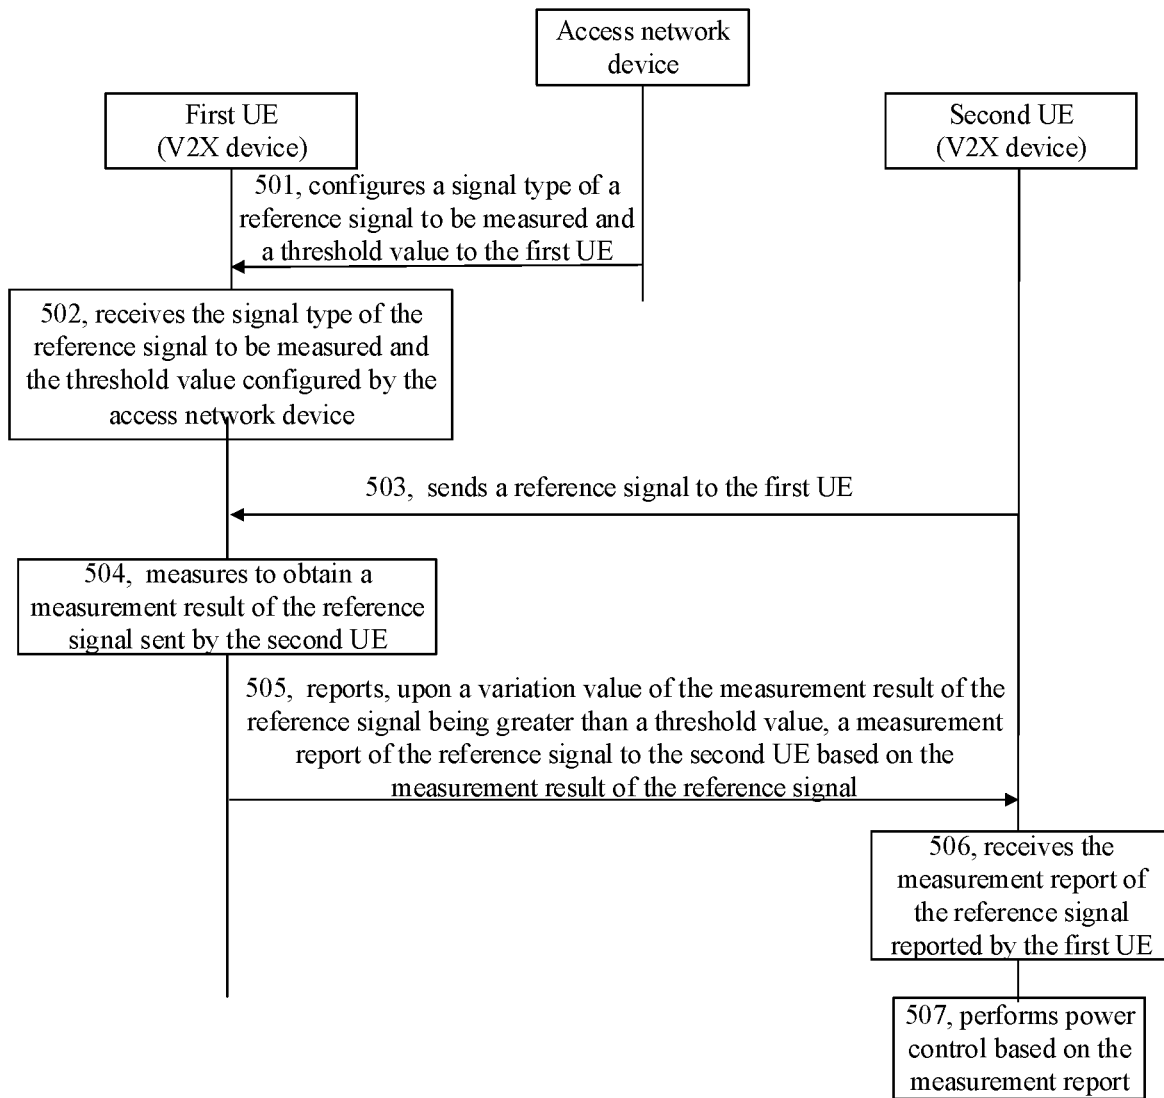 Access network
device
First UE
(V2X device)
Second UE
(V2X device)
501, configures a signal type of a
reference signal to be measured and
a threshold value to the first UE
502, receives the signal type of the
reference signal to be measured and
the threshold value configured by the
access network device
503, sends a reference signal to the first UE
504, measures to obtain a
measurement result of the reference
signal sent by the second UE
505, reports, upon a variation value of the measurement result of the
reference signal being greater than a threshold value, a measurement
report of the reference signal to the second UE based on the
measurement result of the reference signal
506, receives the
measurement report of
the reference signal
reported by the first UE
507, performs power
control based on the
measurement report